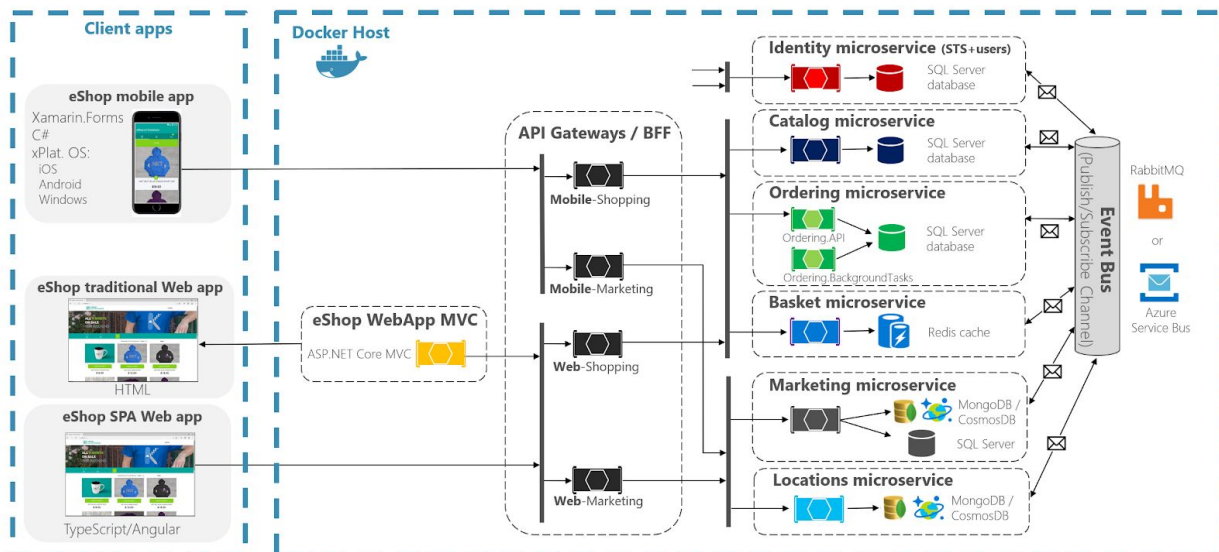 Client apps
eShop mobile app
Xamarin.Forms
C#
xPlat. OS:
iOS
Android
Windows
eShop traditional Web app
HTML
eShop SPA Web app
TypeScript/Angular
Docker Host
eShop WebApp MVC
ASP.NET Core MVC
API Gateways / BFF
Mobile-Shopping
Mobile-Marketing
Web-Shopping
Web-Marketing
Identity microservice (STS+users)
SQL Server
database
Catalog microservice
SQL Server
database
Ordering microservice
Ordering.API
SQL Server
database
Ordering.BackgroundTasks
Basket microservice
Redis cache
Marketing microservice
MongoDB /
CosmosDB
SQL Server
Locations microservice
MongoDB /
CosmosDB
Event Bus
(Publish/Subscribe Channel)
RabbitMQ
or
Azure
Service Bus